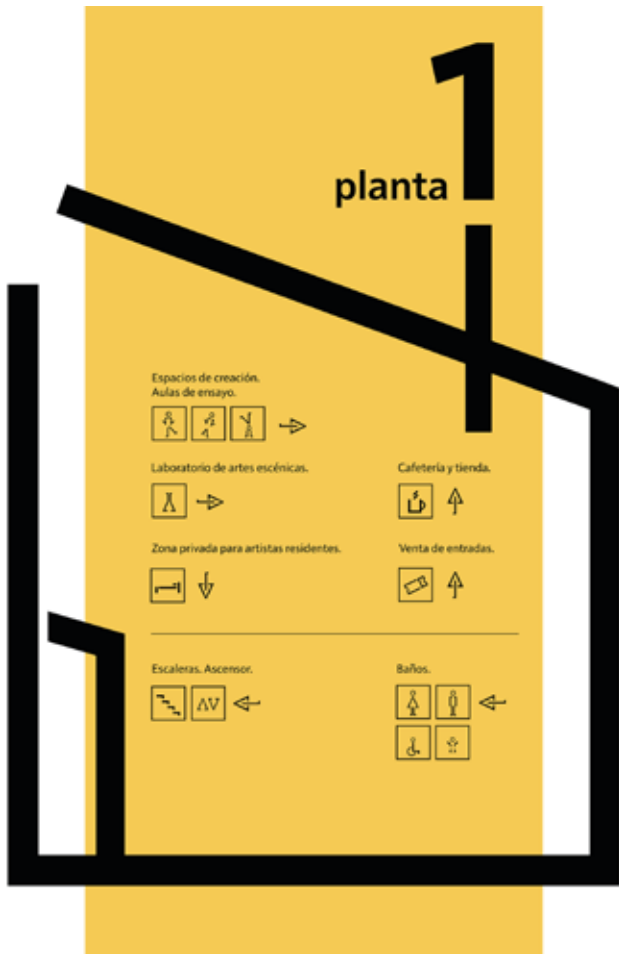 1
planta
Espacios de creación.
Aulas de ensayo.
Laboratorio de artes escénicas.
Cafetería y tienda.
Zona privada para artistas residentes.
Venta de entradas.
Escaleras. Ascensor.
Baños.